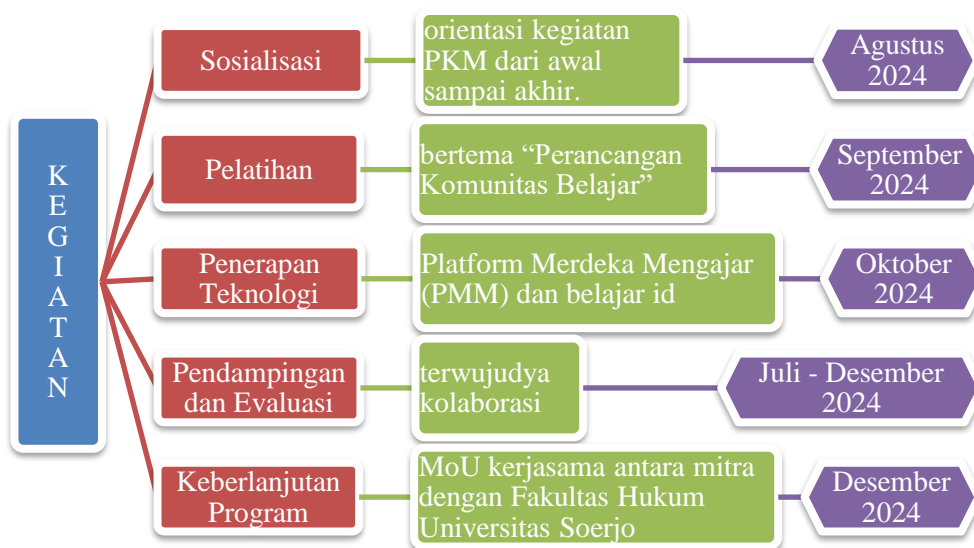 KEGIATAN
Sosialisasi
orientasi kegiatan
PKM dari awal
sampai akhir.
Agustus
2024
Pelatihan
bertema “Perancangan
Komunitas Belajar”
September
2024
Penerapan
Teknologi
Platform Merdeka Mengajar
(PMM) dan belajar id
Oktober
2024
Pendampingan
dan Evaluasi
terwujudya
kolaborasi
Juli - Desember
2024
Keberlanjutan
Program
MoU kerjasama antara mitra
dengan Fakultas Hukum
Universitas Soerjo
Desember
2024